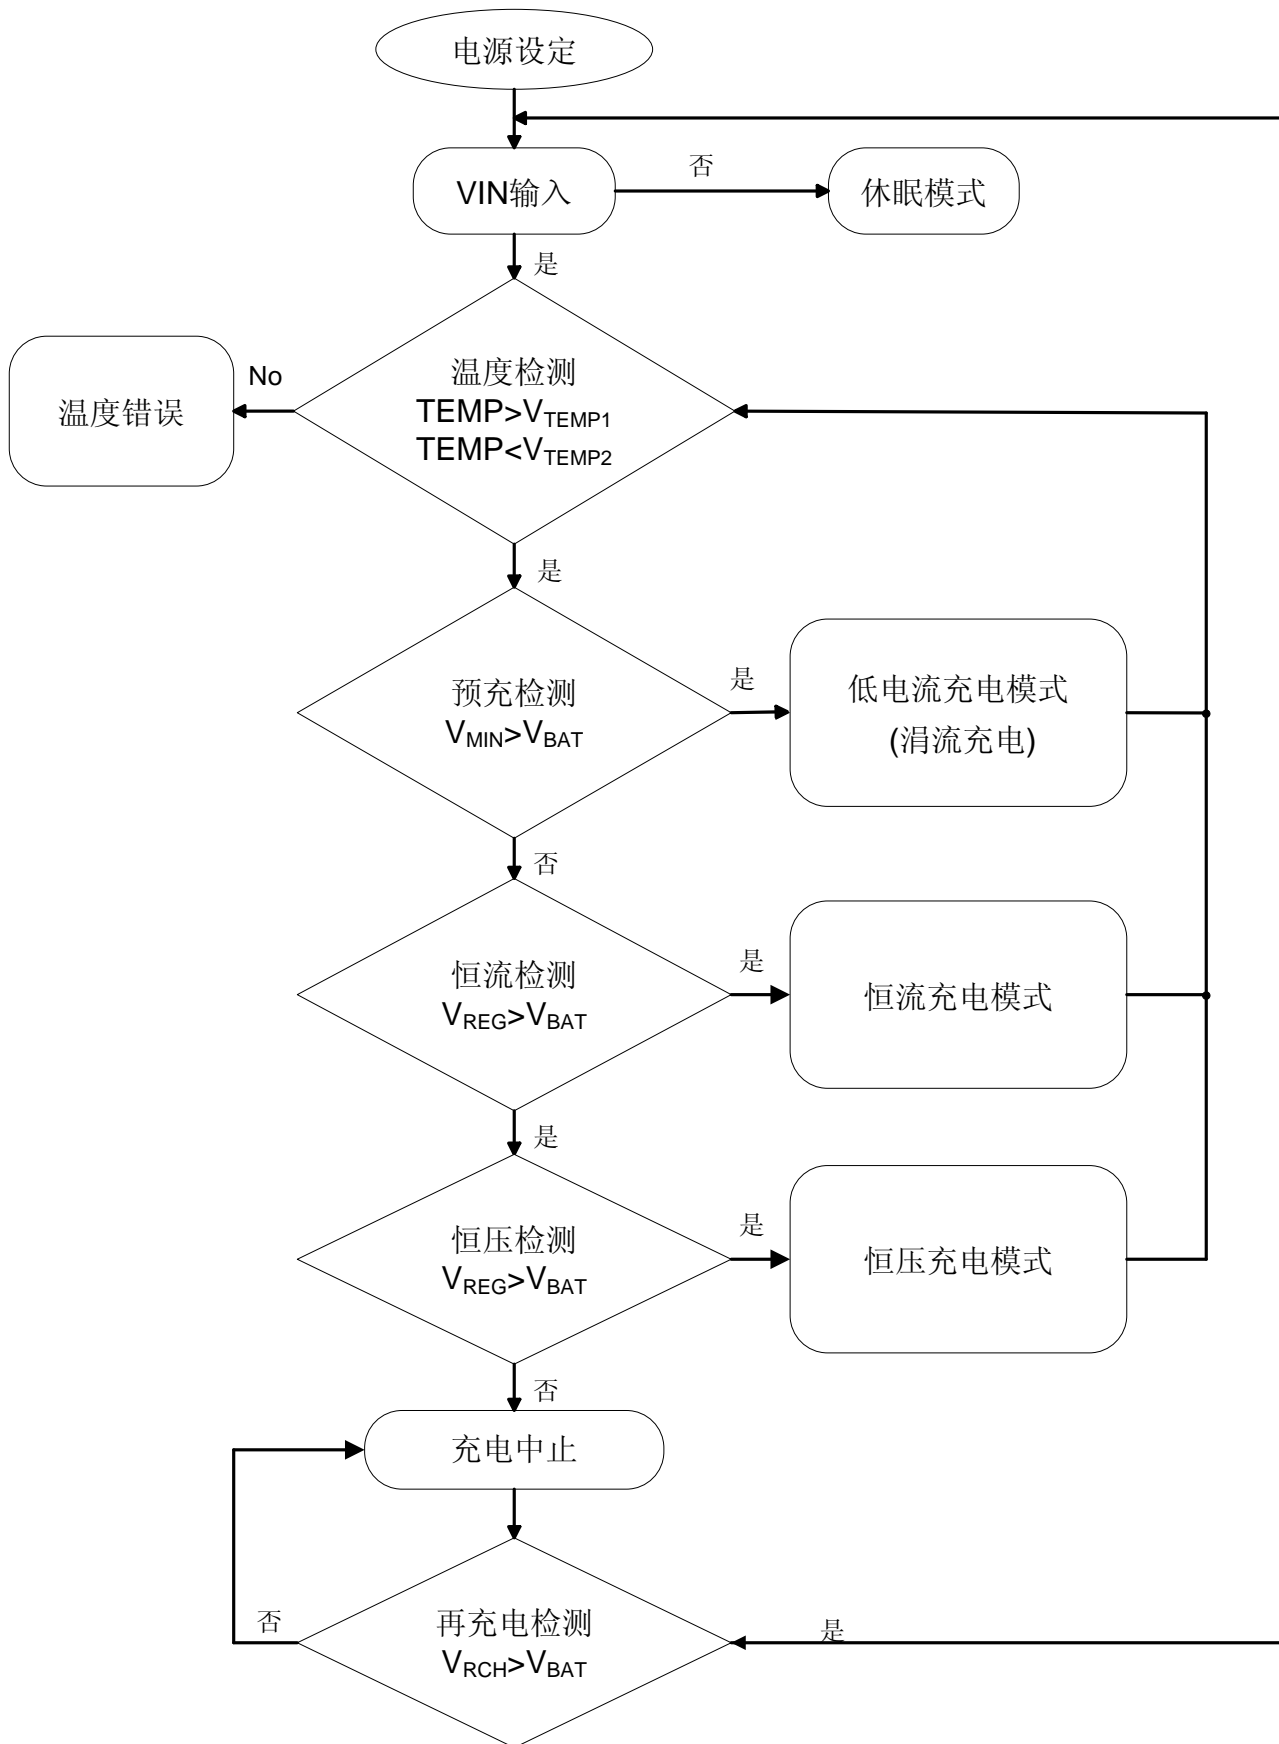 电源设定
VIN输入
否
休眠模式
是
温度检测
TEMP>VTEMP1
TEMP<VTEMP2
No
温度错误
是
预充检测
VMIN>VBAT
是
低电流充电模式
(涓流充电)
否
恒流检测
VREG>VBAT
是
恒流充电模式
是
恒压检测
VREG>VBAT
是
恒压充电模式
否
充电中止
再充电检测
VRCH>VBAT
否
是